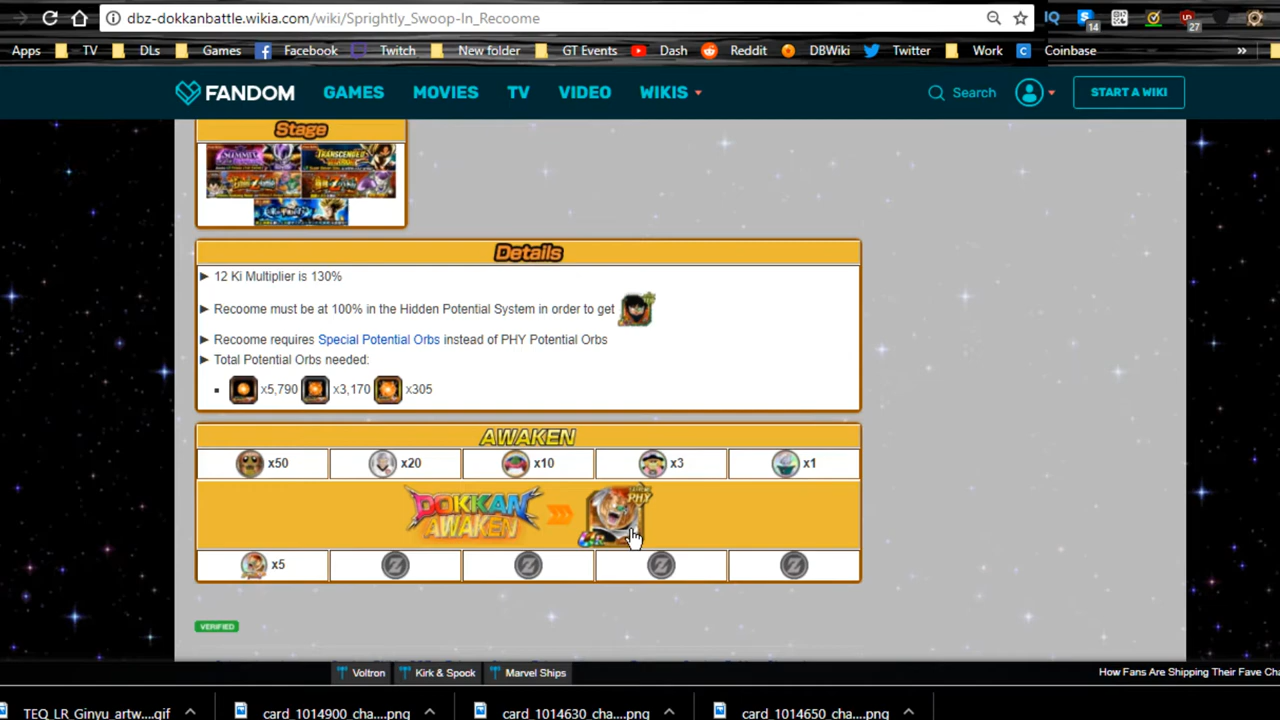 dbz-dokkanbattle.wikia.com/wiki/Sprightly_Swoop-In_Recoome
IQ 14 27
Apps TV DLs Games Facebook Twitch New folder GT Events Dash Reddit DBWiki Twitter Work Coinbase »
FANDOM GAMES MOVIES TV VIDEO WIKIS Search START A WIKI
Stage
Details
► 12 Ki Multiplier is 130%
► Recoome must be at 100% in the Hidden Potential System in order to get
► Recoome requires Special Potential Orbs instead of PHY Potential Orbs
► Total Potential Orbs needed:
x5,790 x3,170 x305
AWAKEN
x50 x20 x10 x3 x1
DOKKAN
AWAKEN
PHY
x5
VERIFIED
Voltron Kirk & Spock Marvel Ships How Fans Are Shipping Their Fave Cha
TEQ_LR_Ginyu_artw....gif card_1014900_cha....png card_1014630_cha....png card_1014650_cha....png